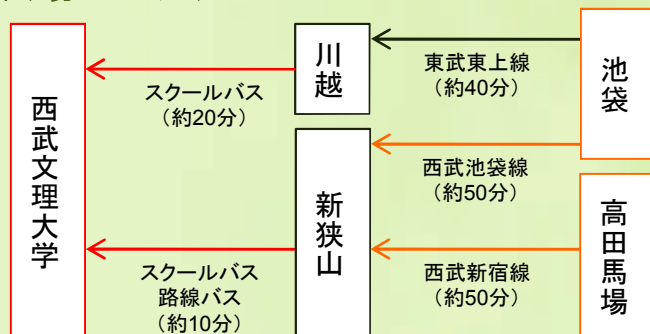 川越
東武東上線
（約40分）
池袋
スクールバス
（約20分）
西武文理大学
西武池袋線
（約50分）
新狭山
高田馬場
スクールバス
路線バス
（約10分）
西武新宿線
（約50分）